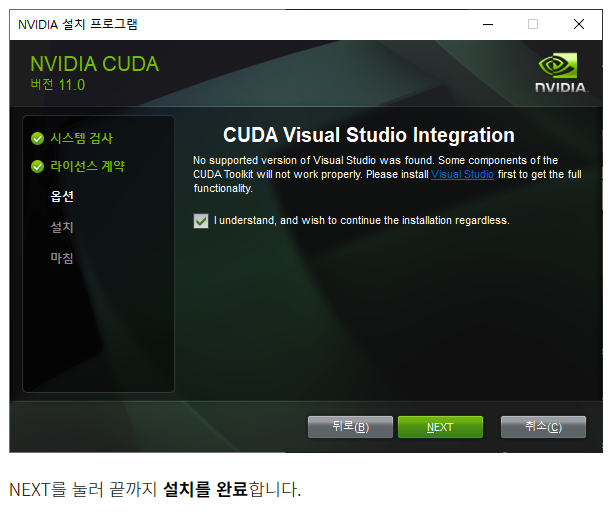 NVIDIA 설치 프로그램
NVIDIA CUDA
버전 11.0
NVIDIA.
시스템 검사
라이선스 계약
옵션
설치
마침
CUDA Visual Studio Integration
No supported version of Visual Studio was found. Some components of the
CUDA Toolkit will not work properly. Please install Visual Studio first to get the full
functionality.
I understand, and wish to continue the installation regardless.
뒤로(B) NEXT 취소(C)
NEXT를 눌러 끝까지 설치를 완료합니다.